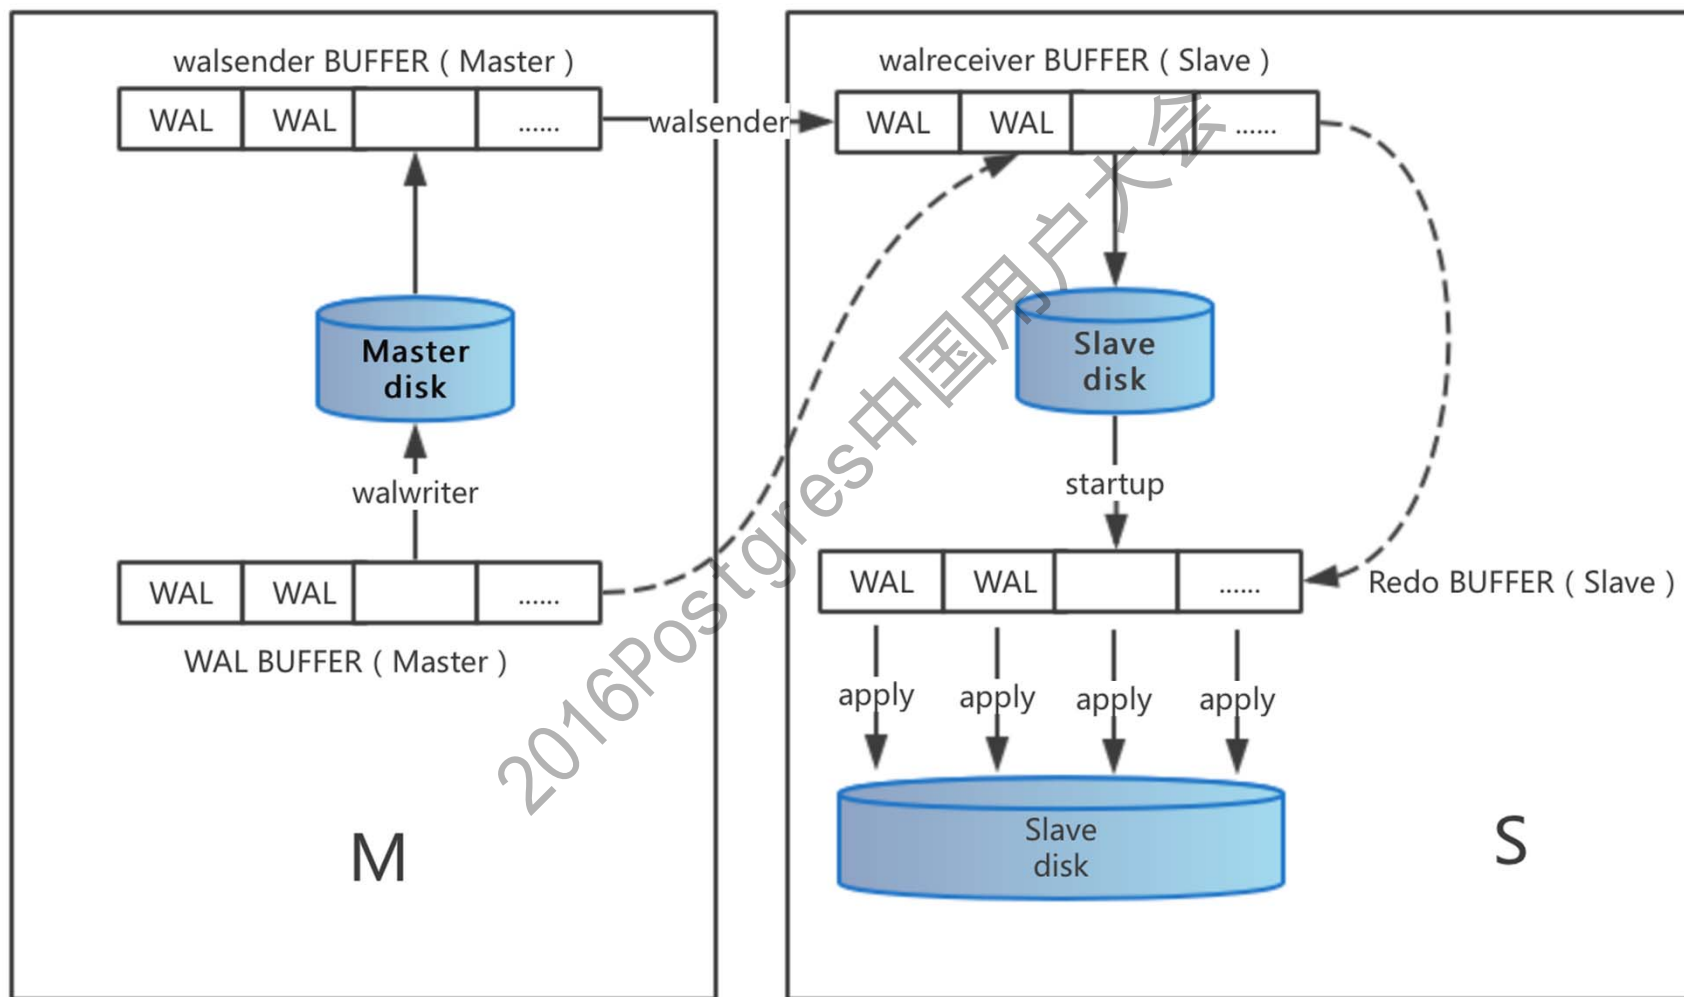 walsender BUFFER ( Master )
WAL WAL ......
walsender
Master
disk
walwriter
WAL WAL ......
WAL BUFFER ( Master )
M
walreceiver BUFFER ( Slave )
WAL WAL ......
Slave
disk
startup
WAL WAL ......
Redo BUFFER ( Slave )
apply apply apply apply
Slave
disk
S
2016Postgres中国用户大会